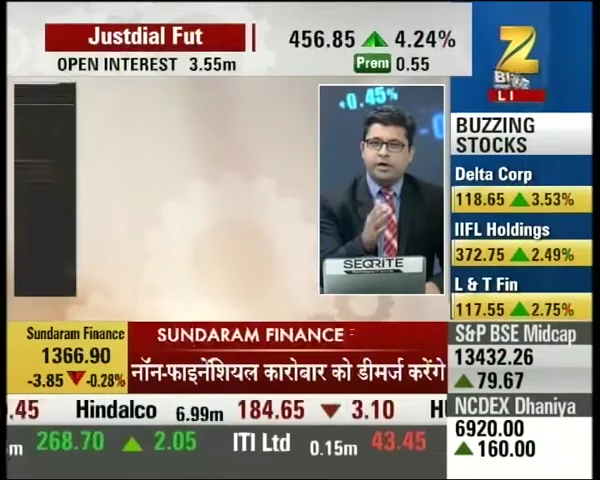 Justdial Fut
456.85 4.24%
OPEN INTEREST 3.55m
Prem 0.55
LI
+0.45%
SEQRITE
BUZZING
STOCKS
Delta Corp
118.65 3.53%
IIFL Holdings
372.75 2.49%
L & T Fin
117.55 2.75%
Sundaram Finance
1366.90
-3.85 -0.28%
SUNDARAM FINANCE
नॉन-फाइनेंशियल कारोबार को डीमर्ज करेंगे
S&P BSE Midcap
13432.26
79.67
NCDEX Dhaniya
6920.00
160.00
.45 Hindalco 6.99m 184.65 3.10
m 268.70 2.05 ITI Ltd 0.15m 43.45